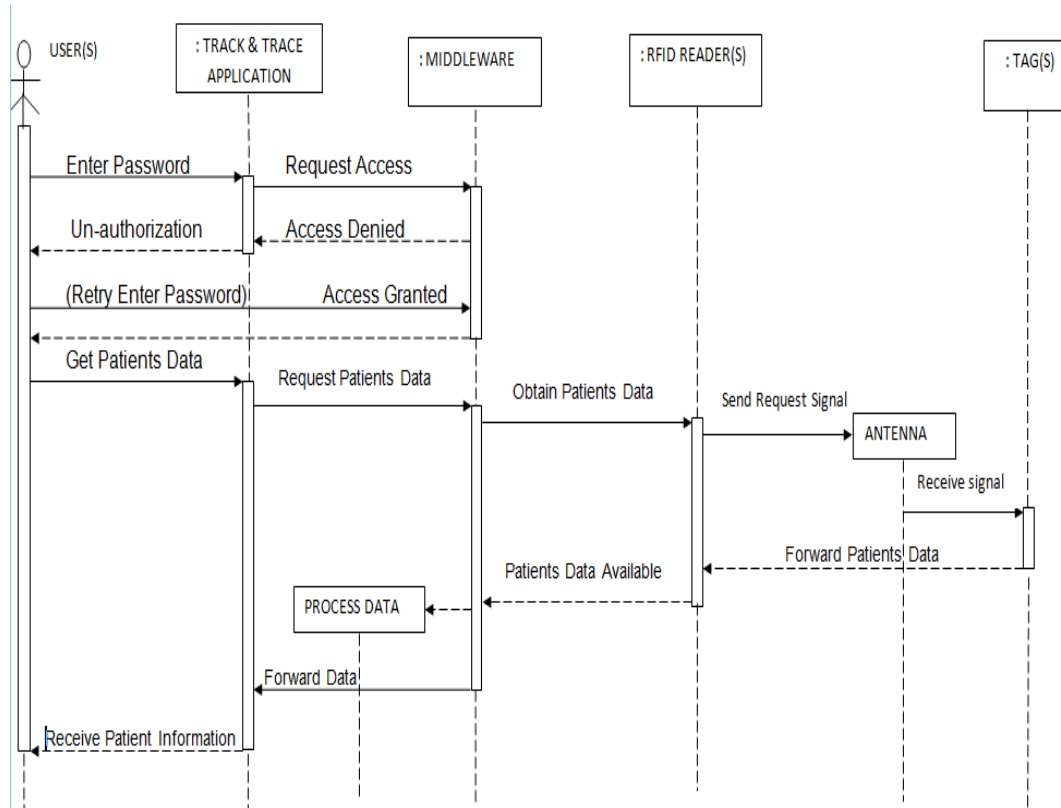 USER(S)
: TRACK & TRACE
APPLICATION
: MIDDLEWARE
: RFID READER(S)
: TAG(S)
Enter Password
Request Access
Un-authorization
Access Denied
(Retry Enter Password)
Access Granted
Get Patients Data
Request Patients Data
Obtain Patients Data
Send Request Signal
ANTENNA
Receive signal
Forward Patients Data
Patients Data Available
PROCESS DATA
Forward Data
Receive Patient Information